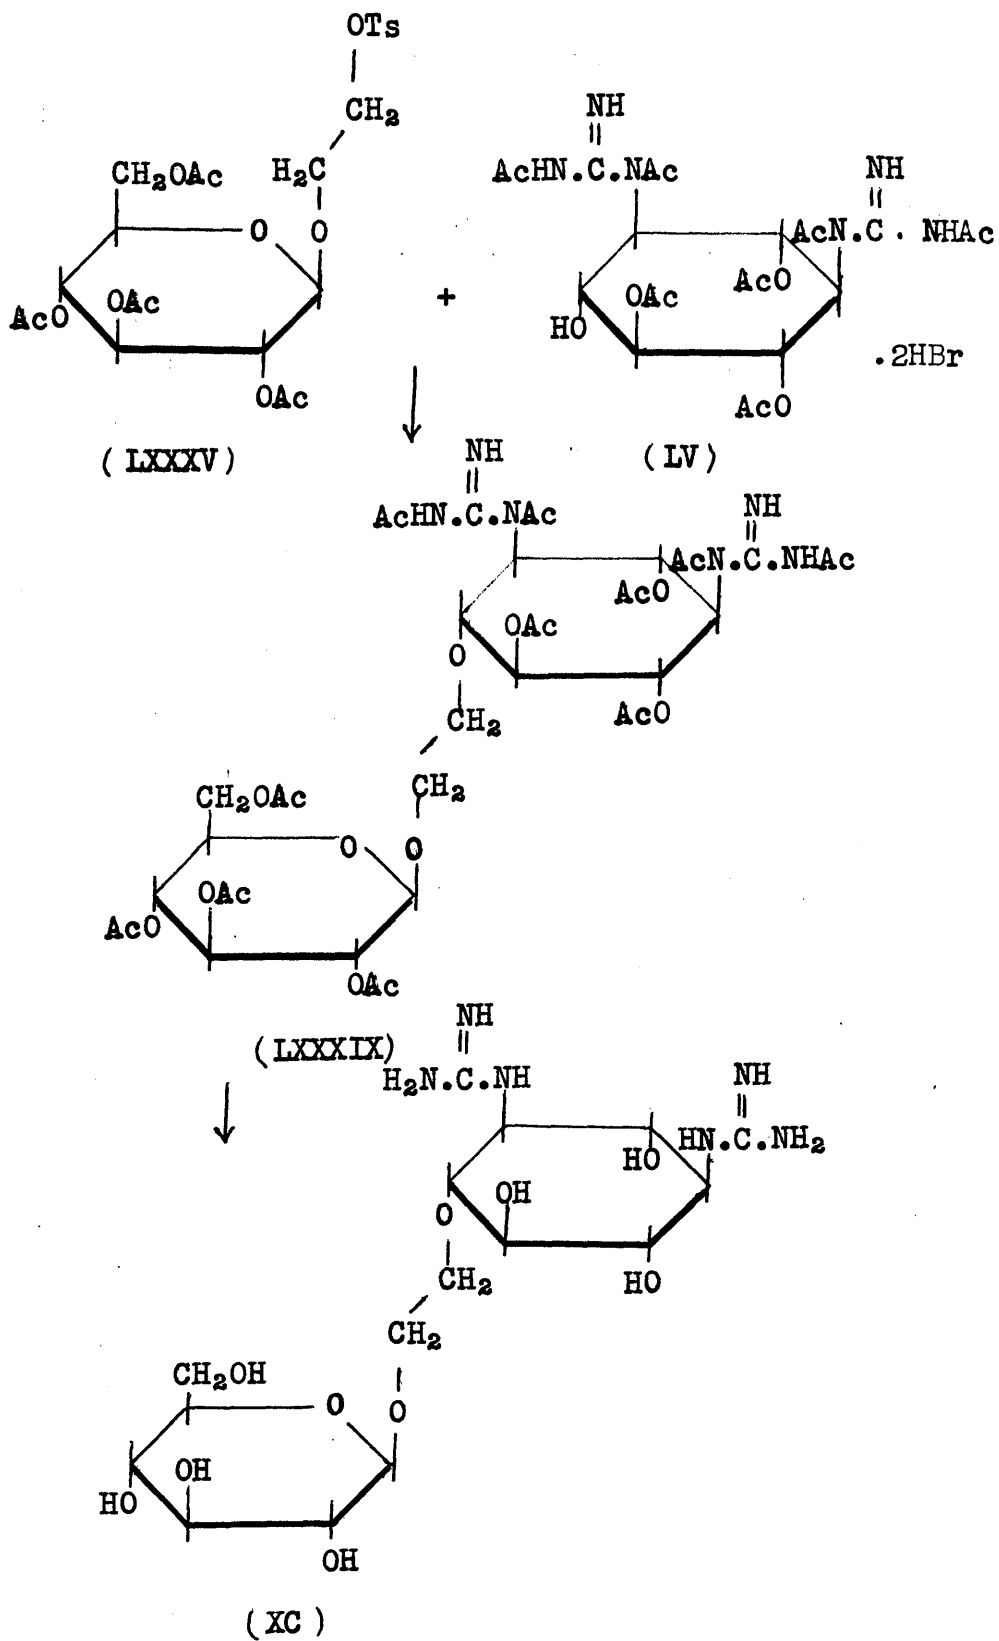 OTs
CH₂
NH
CH₂OAc H₂C AcHN.C.NAc NH
O O AcN.C . NHAc
AcO OAc + HO OAc AcO
.2HBr
OAc AcO
(LXXXV) (LV)
NH
AcHN.C.NAc NH
AcN.C.NHAc
AcO
OAc
O
AcO
CH₂
CH₂
CH₂OAc
O O
OAc
AcO
OAc
NH
(LXXXIX)
H₂N.C.NH NH
HN.C.NH₂
HO
OH
O
CH₂ HO
CH₂
CH₂OH
O O
OH
HO
OH
(XC)